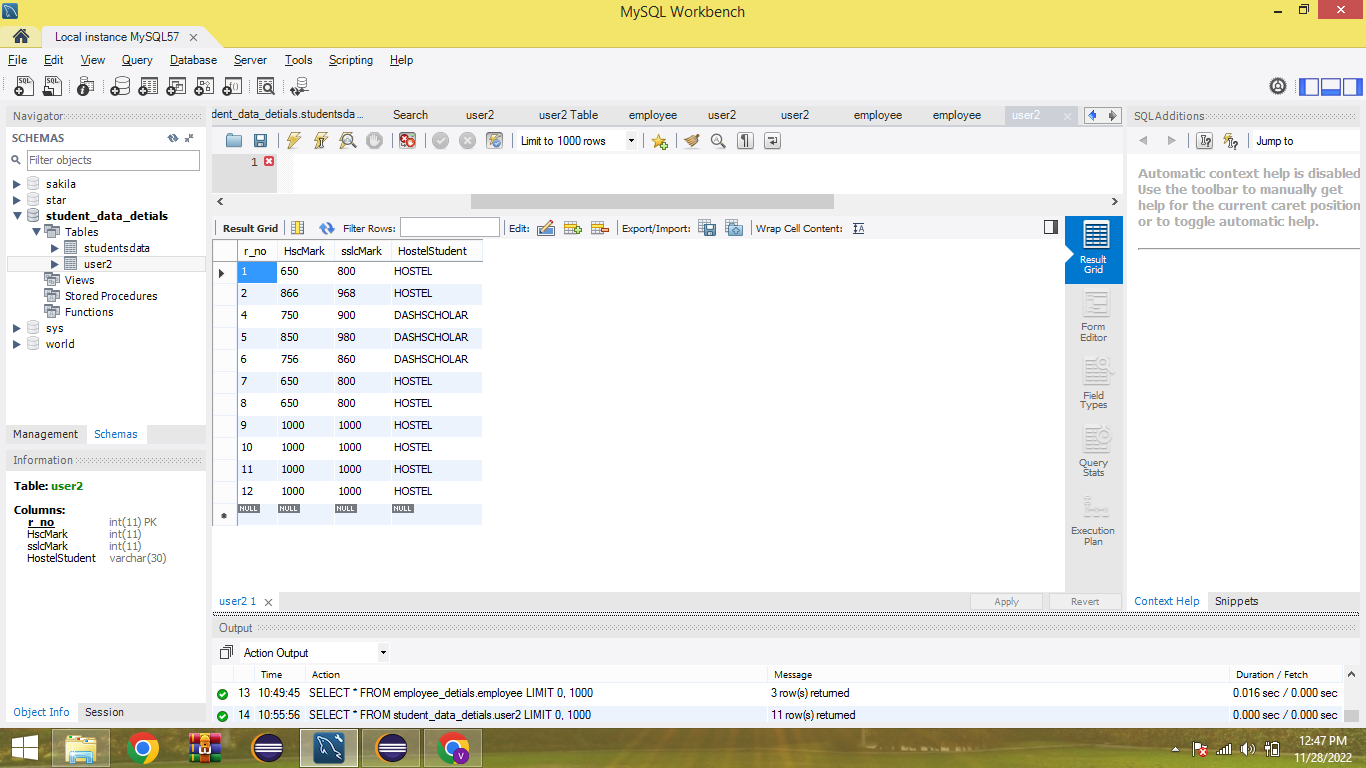 MySQL Workbench
Local instance MySQL57
File Edit View Query Database Server Tools Scripting Help
Navigator
SCHEMAS
Filter objects
sakila
star
student_data_detials
Tables
studentsdata
user2
Views
Stored Procedures
Functions
sys
world
Management Schemas
Information
Table: user2
Columns:
r_no int(11) PK
HscMark int(11)
sslcMark int(11)
HostelStudent varchar(30)
Object Info Session
dent_data_detials.studentsda... Search user2 user2 Table employee user2 user2 employee employee user2
Limit to 1000 rows
1
Result Grid Filter Rows: Edit: Export/Import: Wrap Cell Content:
r_no HscMark sslcMark HostelStudent
1 650 800 HOSTEL
2 866 968 HOSTEL
4 750 900 DASHSCHOLAR
5 850 980 DASHSCHOLAR
6 756 860 DASHSCHOLAR
7 650 800 HOSTEL
8 650 800 HOSTEL
9 1000 1000 HOSTEL
10 1000 1000 HOSTEL
11 1000 1000 HOSTEL
12 1000 1000 HOSTEL
NULL NULL NULL NULL
Result
Grid
Form
Editor
Field
Types
Query
Stats
Execution
Plan
user2 1
Apply Revert
SQLAdditions
Jump to
Automatic context help is disabled
Use the toolbar to manually get
help for the current caret position
or to toggle automatic help.
Context Help Snippets
Output
Action Output
Time Action Message Duration / Fetch
13 10:49:45 SELECT * FROM employee_detials.employee LIMIT 0, 1000 3 row(s) returned 0.016 sec / 0.000 sec
14 10:55:56 SELECT * FROM student_data_detials.user2 LIMIT 0, 1000 11 row(s) returned 0.000 sec / 0.000 sec
12:47 PM
11/28/2022